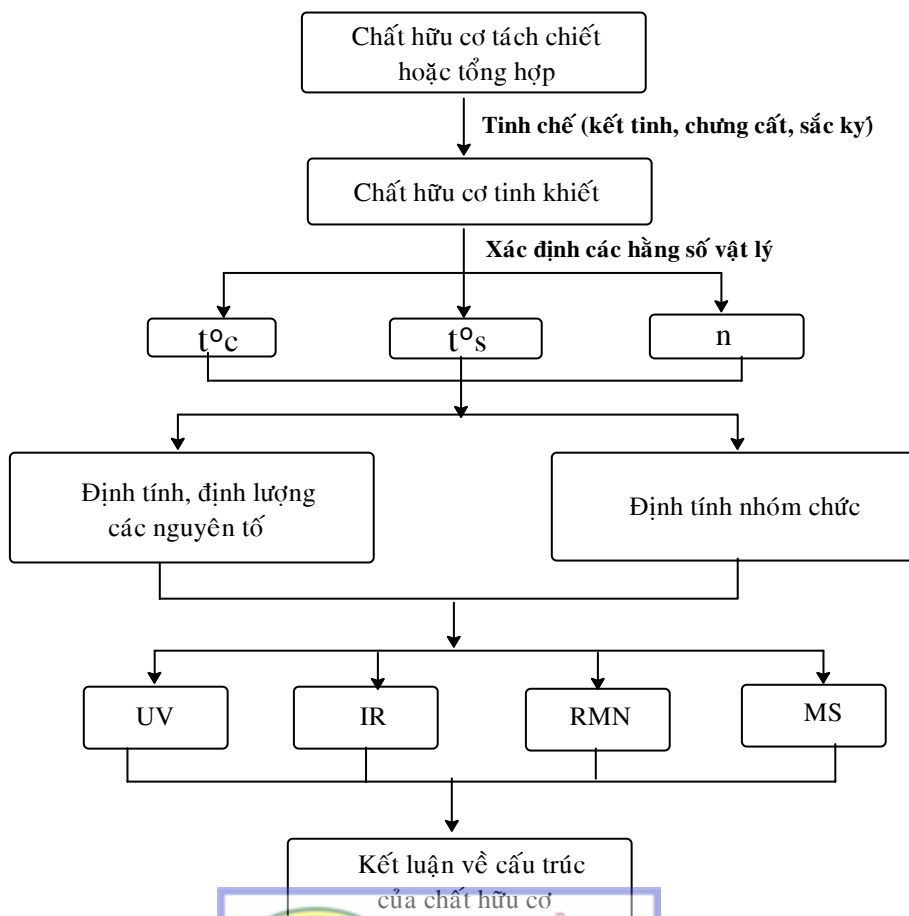 Chất hữu cơ tách chiết
hoặc tổng hợp
Tinh chế (kết tinh, chưng cất, sắc ký)
Chất hữu cơ tinh khiết
Xác định các hằng số vật lý
tºc
tºs
n
Định tính, định lượng
các nguyên tố
Định tính nhóm chức
UV
IR
RMN
MS
Kết luận về cấu trúc
của chất hữu cơ